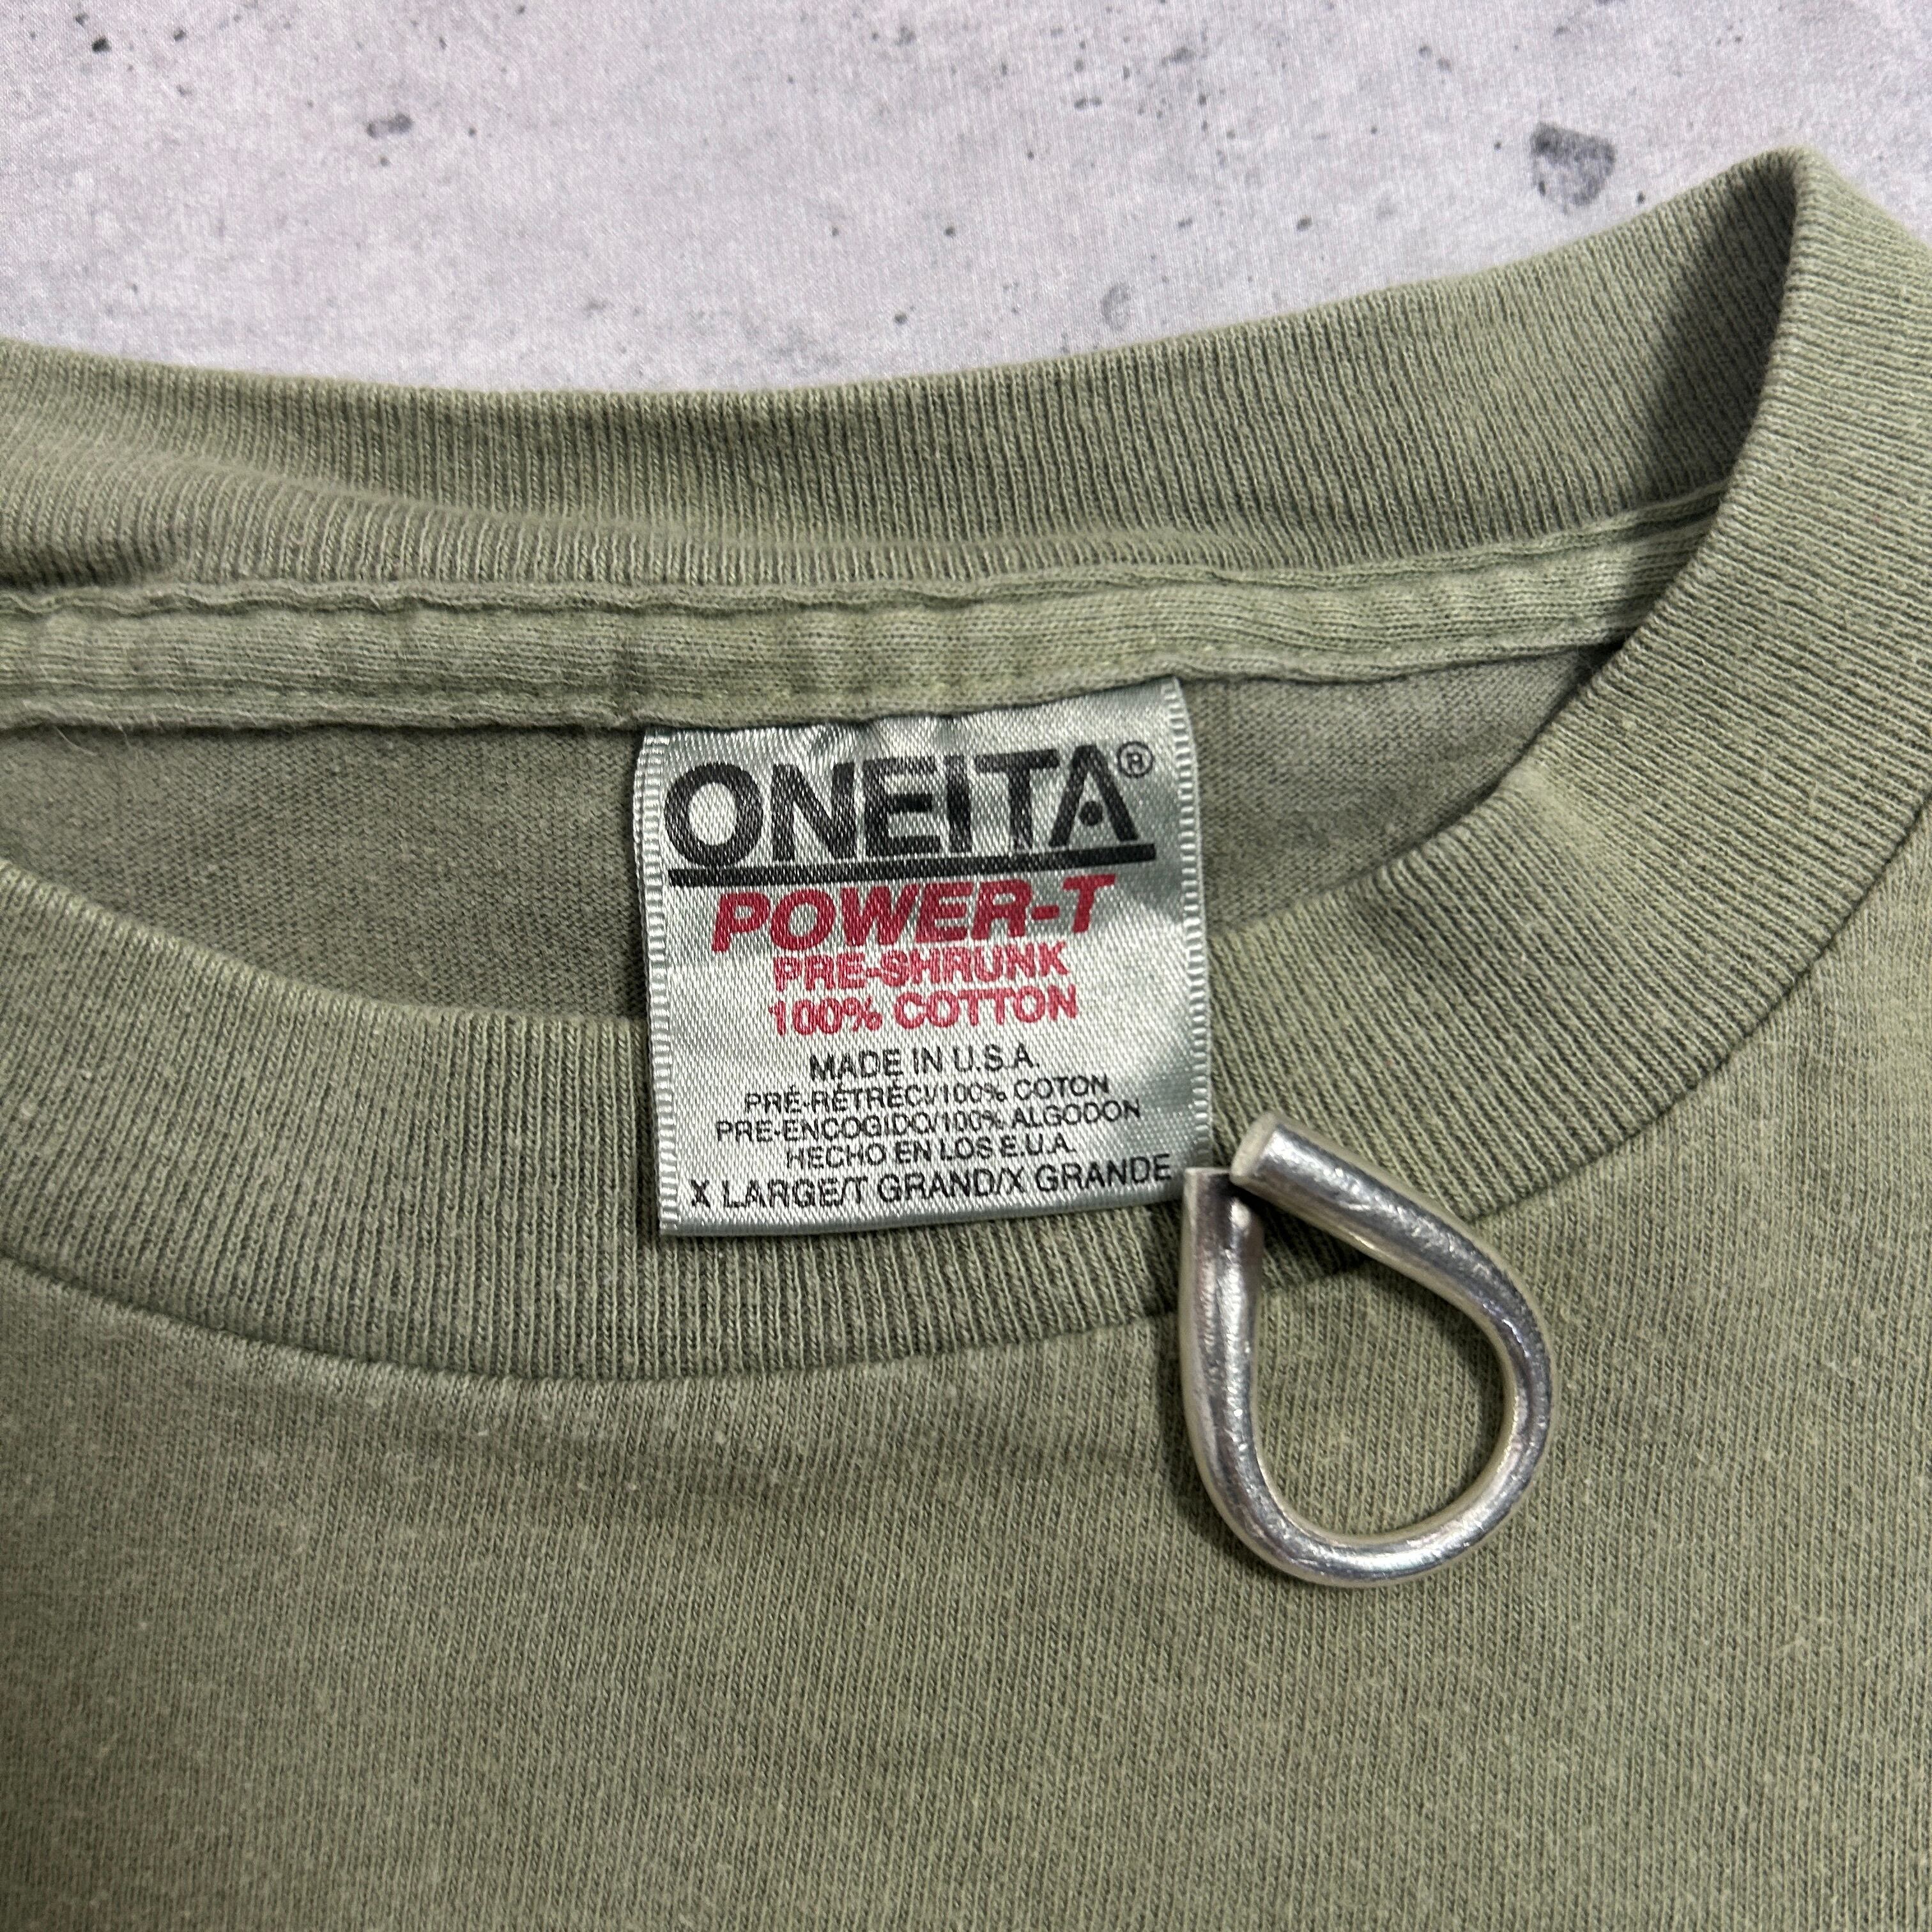 ONEITA®
POWER-T
PRE-SHRUNK
100% COTTON
MADE IN U.S.A.
PRÉ-RÉTRÉCI/100% COTON
PRE-ENCOGIDO/100% ALGODON
HECHO EN LOS E.U.A.
X LARGE/T GRAND/X GRANDE